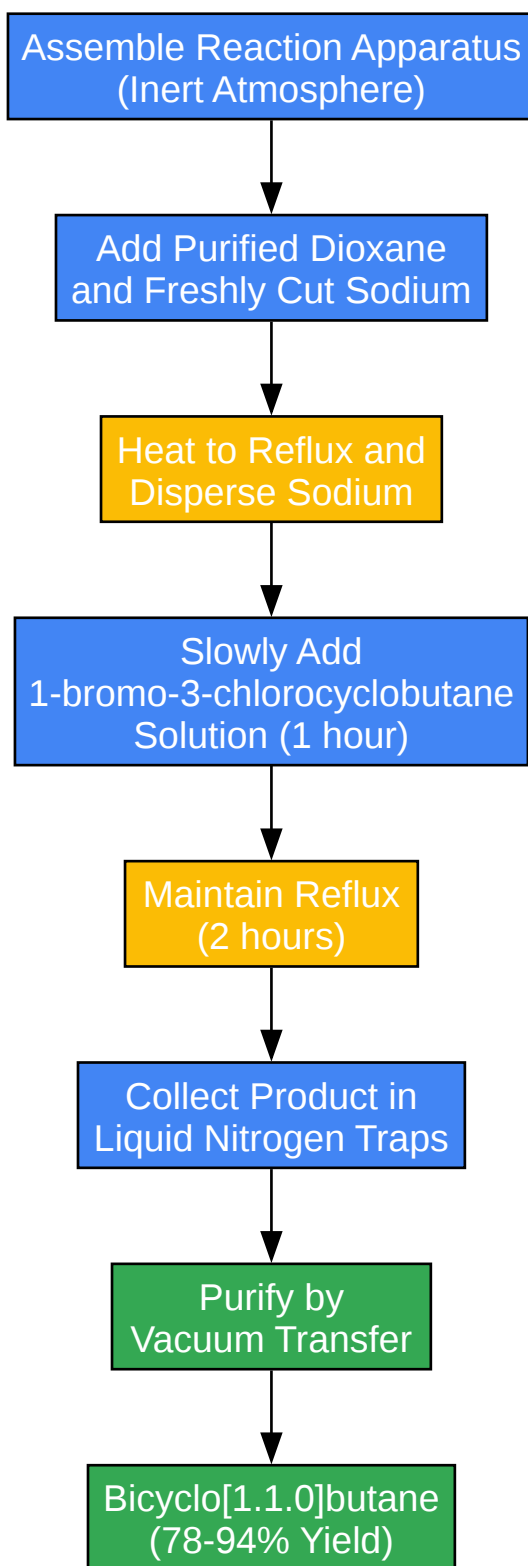 Assemble Reaction Apparatus
(Inert Atmosphere)
Add Purified Dioxane
and Freshly Cut Sodium
Heat to Reflux and
Disperse Sodium
Slowly Add
1-bromo-3-chlorocyclobutane
Solution (1 hour)
Maintain Reflux
(2 hours)
Collect Product in
Liquid Nitrogen Traps
Purify by
Vacuum Transfer
Bicyclo[1.1.0]butane
(78-94% Yield)